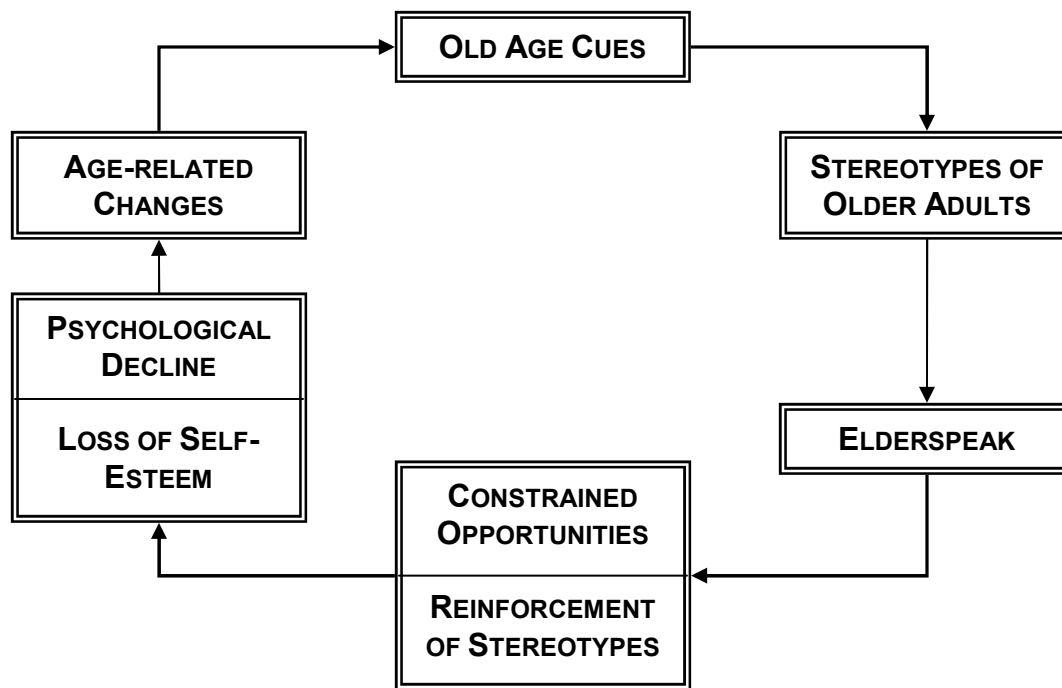 OLD AGE CUES
AGE-RELATED
CHANGES
STEREOTYPES OF
OLDER ADULTS
PSYCHOLOGICAL
DECLINE
LOSS OF SELF-
ESTEEM
ELDERSPEAK
CONSTRAINED
OPPORTUNITIES
REINFORCEMENT
OF STEREOTYPES